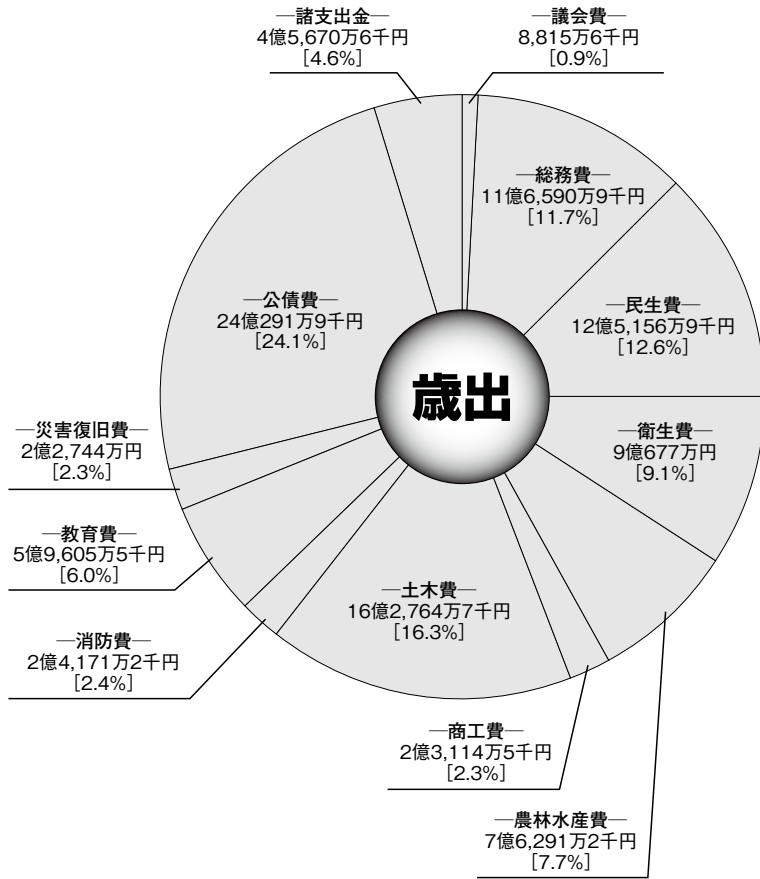 ―諸支出金―
4億5,670万6千円
[4.6%]
―議会費―
8,815万6千円
[0.9%]
―総務費―
11億6,590万9千円
[11.7%]
―民生費―
12億5,156万9千円
[12.6%]
―公債費―
24億291万9千円
[24.1%]
歳出
―衛生費―
9億677万円
[9.1%]
―災害復旧費―
2億2,744万円
[2.3%]
―教育費―
5億9,605万5千円
[6.0%]
―土木費―
16億2,764万7千円
[16.3%]
―消防費―
2億4,171万2千円
[2.4%]
―商工費―
2億3,114万5千円
[2.3%]
―農林水産費―
7億6,291万2千円
[7.7%]